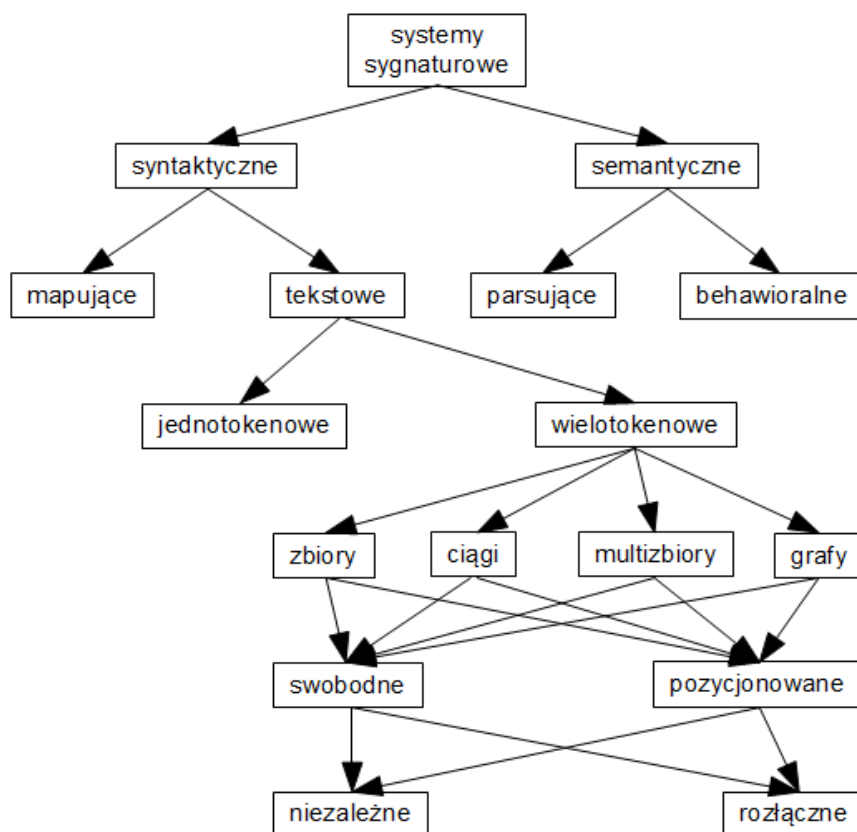 systemy
sygnaturowe
syntaktyczne
semantyczne
mapujące
tekstowe
parsujące
behawioralne
jednotokenowe
wielotokenowe
zbiory
ciągi
multizbiory
grafy
swobodne
pozycjonowane
niezależne
rozłączne